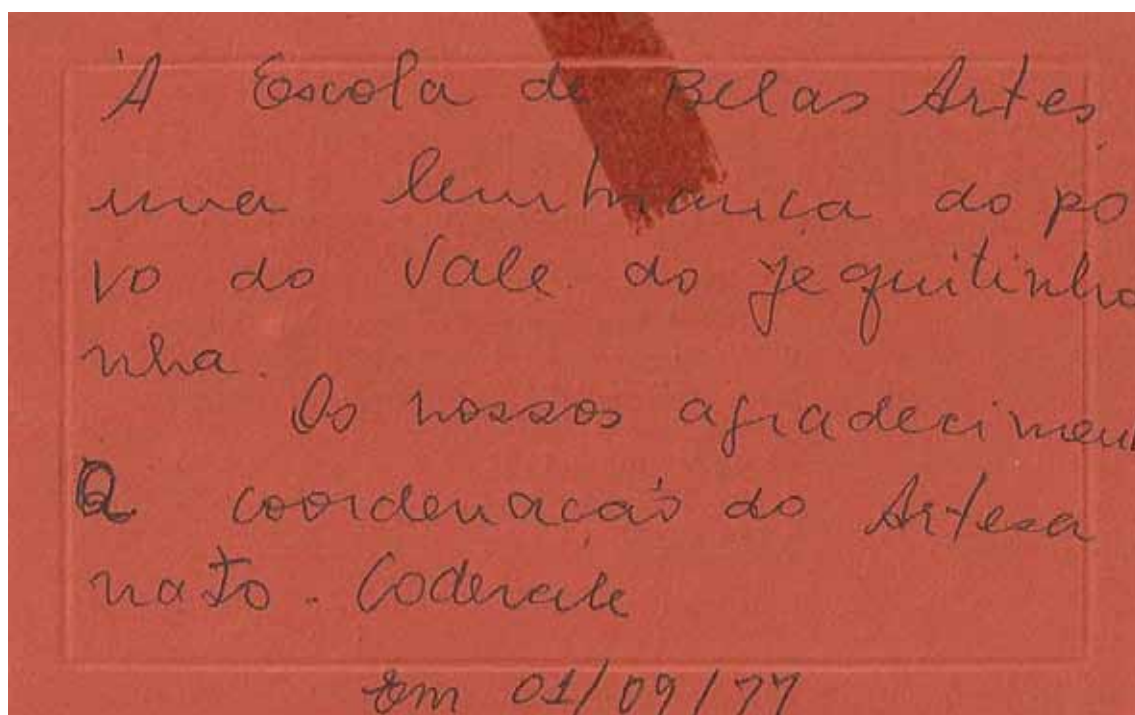 À Escola de Belas Artes,
uma lembrança do po
vo do Vale do Jequitinho
nha.
Os nossos agradecimen
a coordenacaõ do Artesa
nato. Codevale
Em 01/09/77